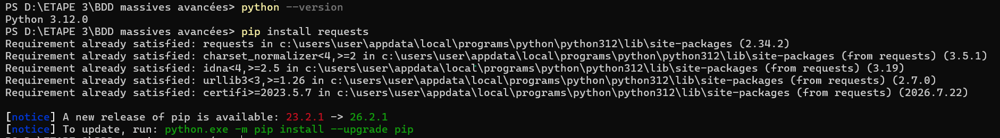 PS D:\ETAPE 3\BDD massives avancées> python --version
Python 3.12.0
PS D:\ETAPE 3\BDD massives avancées> pip install requests
Requirement already satisfied: requests in c:\users\user\appdata\local\programs\python\python312\lib\site-packages (2.34.2)
Requirement already satisfied: charset_normalizer<4,>=2 in c:\users\user\appdata\local\programs\python\python312\lib\site-packages (from requests) (3.5.1)
Requirement already satisfied: idna<4,>=2.5 in c:\users\user\appdata\local\programs\python\python312\lib\site-packages (from requests) (3.19)
Requirement already satisfied: urllib3<3,>=1.26 in c:\users\user\appdata\local\programs\python\python312\lib\site-packages (from requests) (2.7.0)
Requirement already satisfied: certifi>=2023.5.7 in c:\users\user\appdata\local\programs\python\python312\lib\site-packages (from requests) (2026.7.22)
[notice] A new release of pip is available: 23.2.1 -> 26.2.1
[notice] To update, run: python.exe -m pip install --upgrade pip